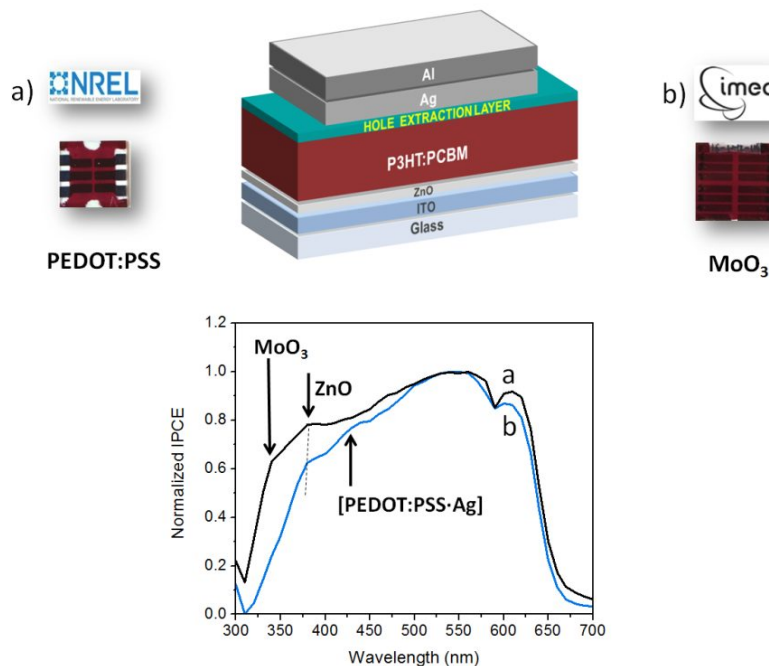 a)
NREL
NATIONAL RENEWABLE ENERGY LABORATORY
PEDOT:PSS
Al
Ag
HOLE EXTRACTION LAYER
P3HT:PCBM
ZnO
ITO
Glass
b)
imec
MoO₃
1.2
1.0
0.8
0.6
0.4
0.2
0.0
Normalized IPCE
MoO₃
ZnO
[PEDOT:PSS·Ag]
a
b
300 350 400 450 500 550 600 650 700
Wavelength (nm)